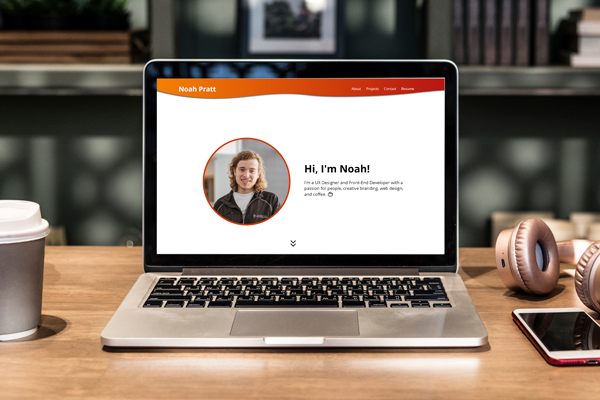 Noah Pratt
About Projects Contact Resume
Hi, I'm Noah!
I'm a UX Designer and Front-End Developer with a
passion for people, creative branding, web design,
and coffee.